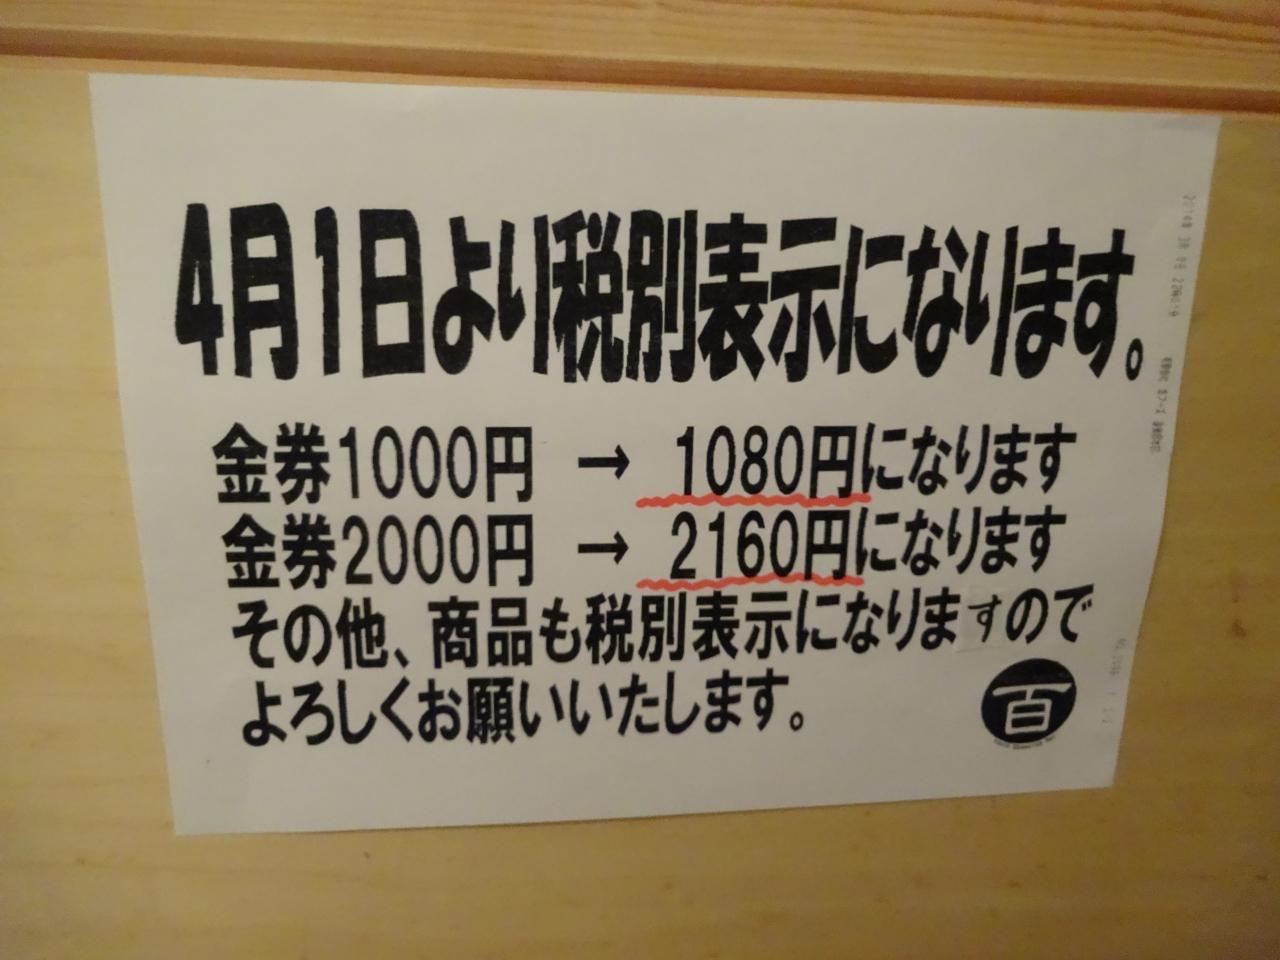 4月1日より税別表示になります。
金券1000円 → 1080円になります
金券2000円 → 2160円になります
その他、商品も税別表示になりますので
よろしくお願いいたします。
百